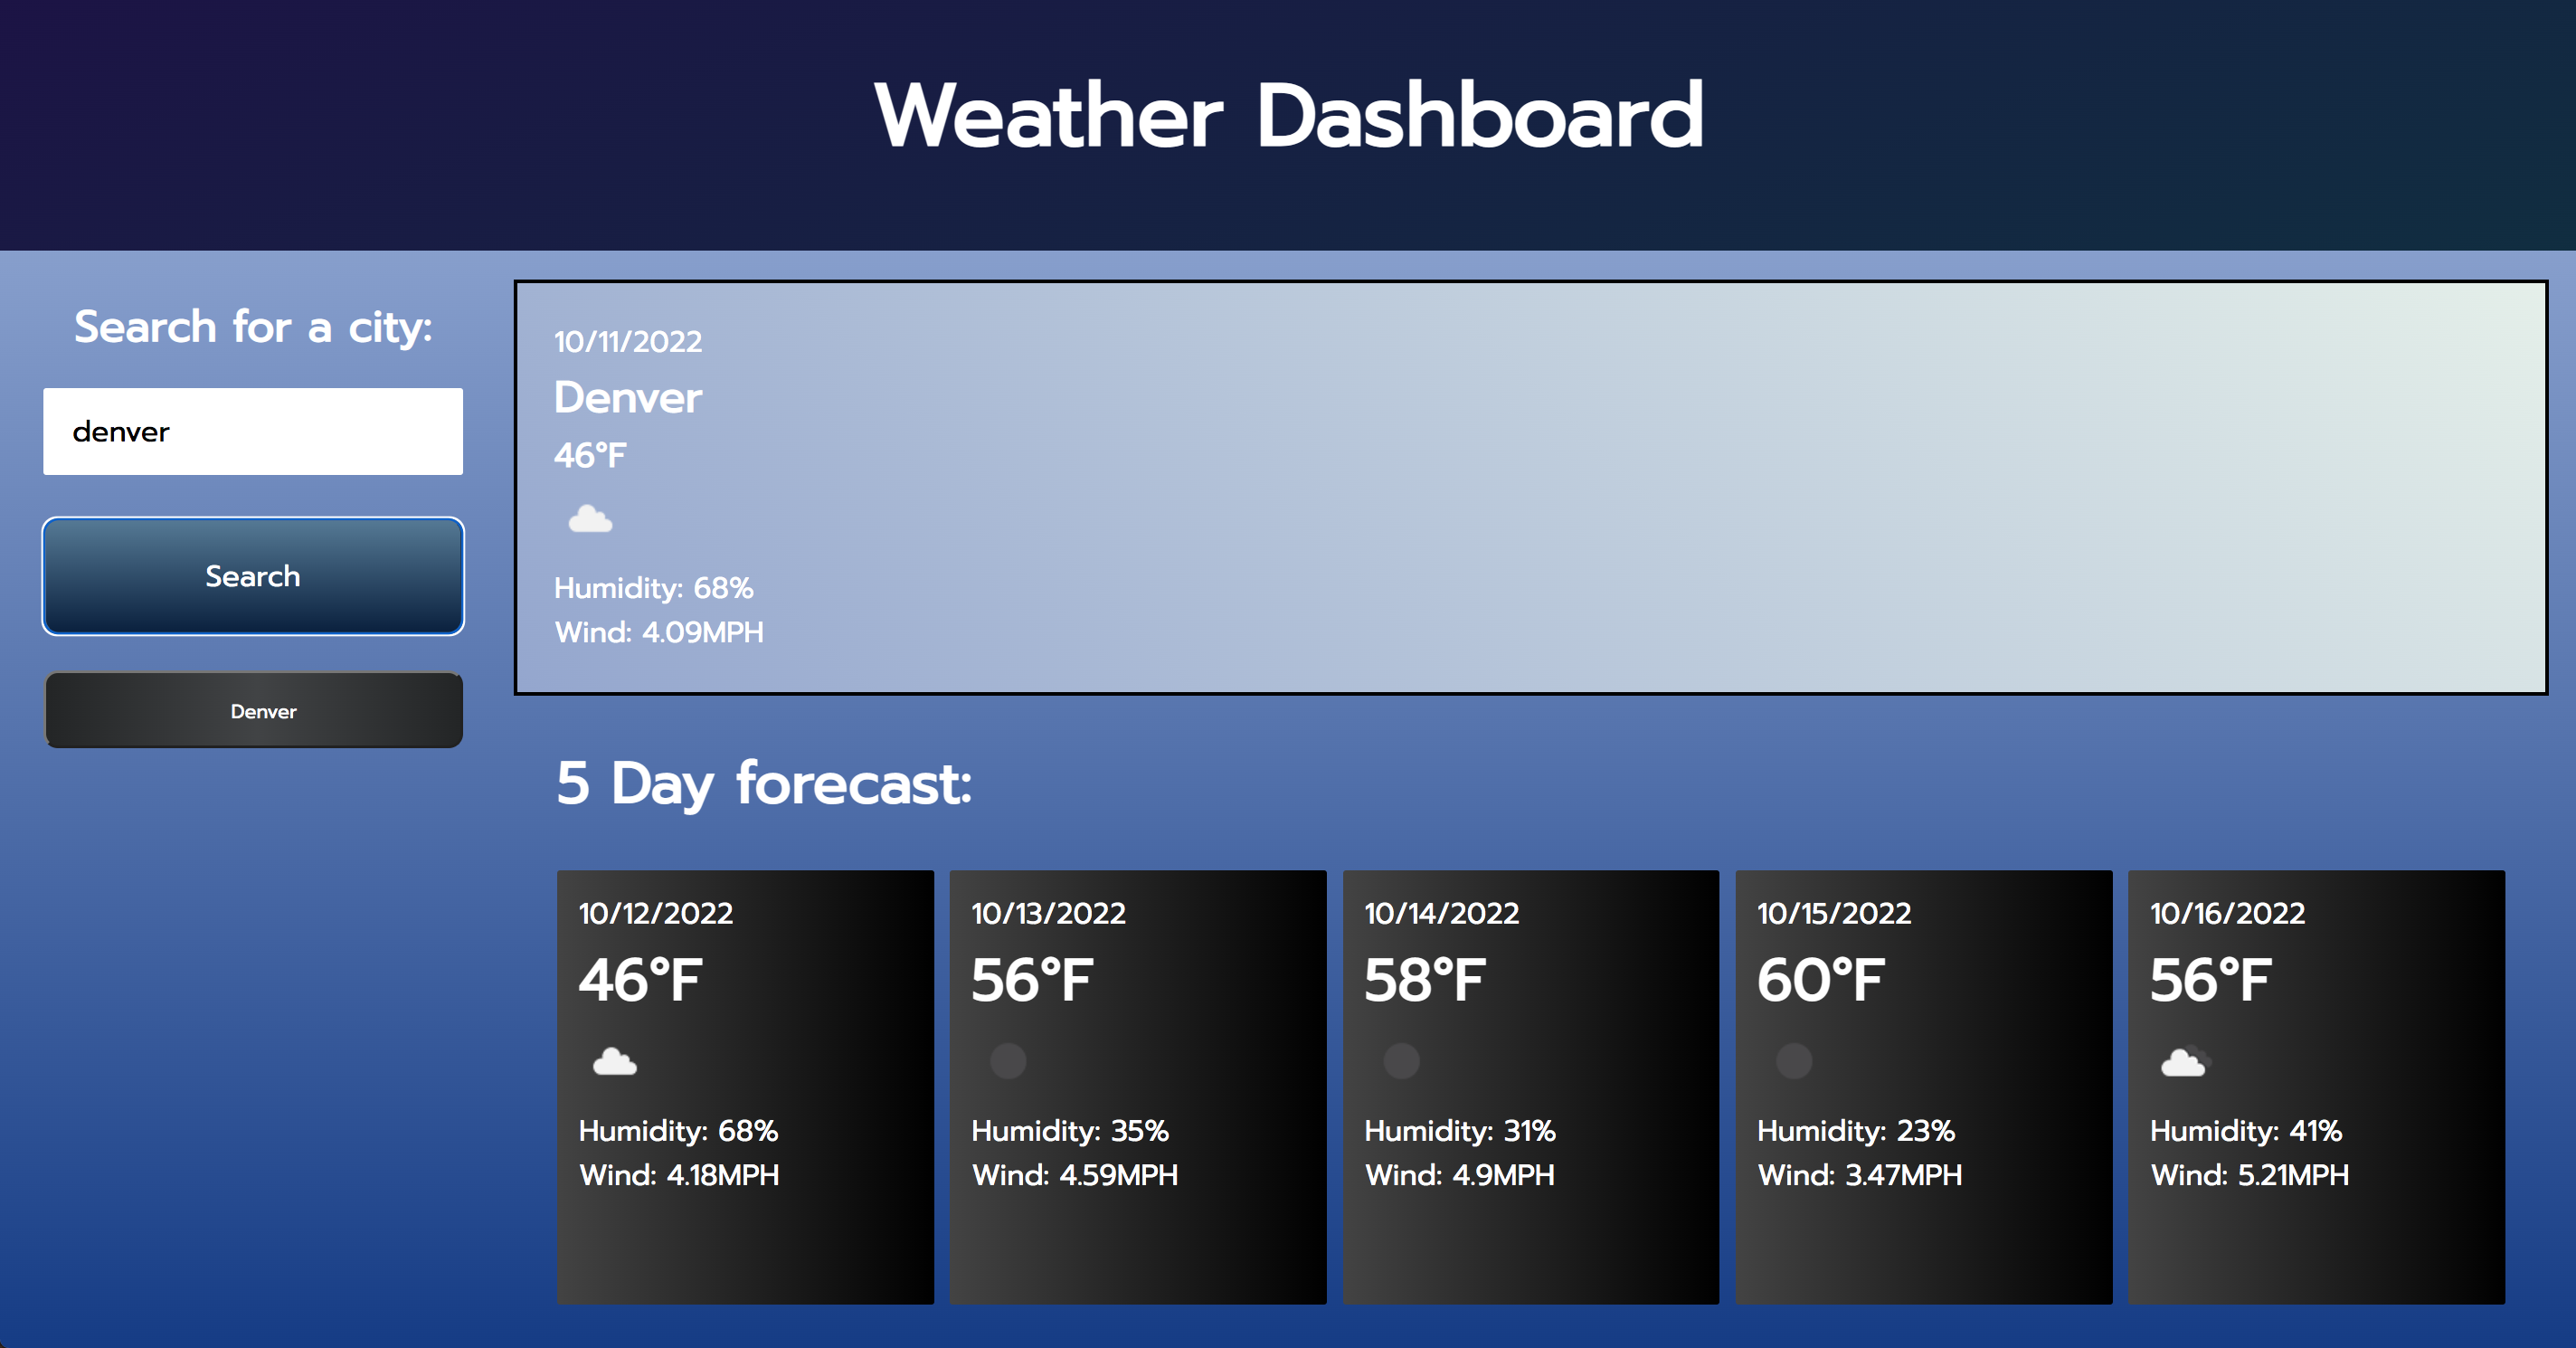 Weather Dashboard
Search for a city:
denver
Search
Denver
10/11/2022
Denver
46°F
Humidity: 68%
Wind: 4.09MPH
5 Day forecast:
10/12/2022
46°F
Humidity: 68%
Wind: 4.18MPH
10/13/2022
56°F
Humidity: 35%
Wind: 4.59MPH
10/14/2022
58°F
Humidity: 31%
Wind: 4.9MPH
10/15/2022
60°F
Humidity: 23%
Wind: 3.47MPH
10/16/2022
56°F
Humidity: 41%
Wind: 5.21MPH